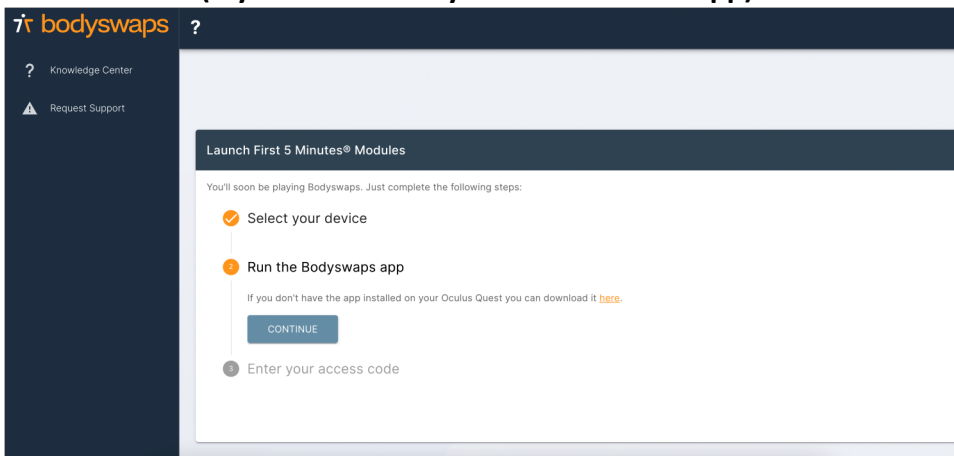 bodyswaps
?
? Knowledge Center
Request Support
Launch First 5 Minutes® Modules
You'll soon be playing Bodyswaps. Just complete the following steps:
Select your device
2 Run the Bodyswaps app
If you don't have the app installed on your Oculus Quest you can download it here.
CONTINUE
3 Enter your access code